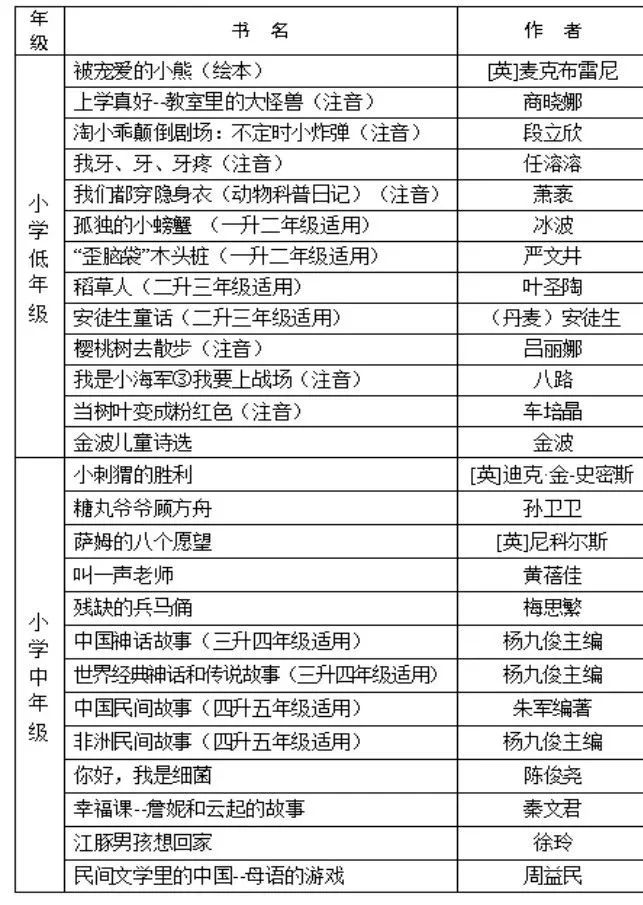 年级 书 名 作 者
小学低年级
被宠爱的小熊（绘本） [英]麦克布雷尼
上学真好--教室里的大怪兽（注音） 商晓娜
淘小乖颠倒剧场：不定时小炸弹（注音） 段立欣
我牙、牙、牙疼（注音） 任溶溶
我们都穿隐身衣（动物科普日记）（注音） 萧袤
孤独的小螃蟹 （一升二年级适用） 冰波
“歪脑袋”木头桩（一升二年级适用） 严文井
稻草人（二升三年级适用） 叶圣陶
安徒生童话（二升三年级适用） （丹麦）安徒生
樱桃树去散步（注音） 吕丽娜
我是小海军③我要上战场（注音） 八路
当树叶变成粉红色（注音） 车培晶
金波儿童诗选 金波
小学中年级
小刺猬的胜利 [英]迪克·金-史密斯
糖丸爷爷顾方舟 孙卫卫
萨姆的八个愿望 [英]尼科尔斯
叫一声老师 黄蓓佳
残缺的兵马俑 梅思繁
中国神话故事（三升四年级适用） 杨九俊主编
世界经典神话和传说故事（三升四年级适用） 杨九俊主编
中国民间故事（四升五年级适用） 朱军编著
非洲民间故事（四升五年级适用） 杨九俊主编
你好，我是细菌 陈俊尧
幸福课--詹妮和云起的故事 秦文君
江豚男孩想回家 徐玲
民间文学里的中国--母语的游戏 周益民